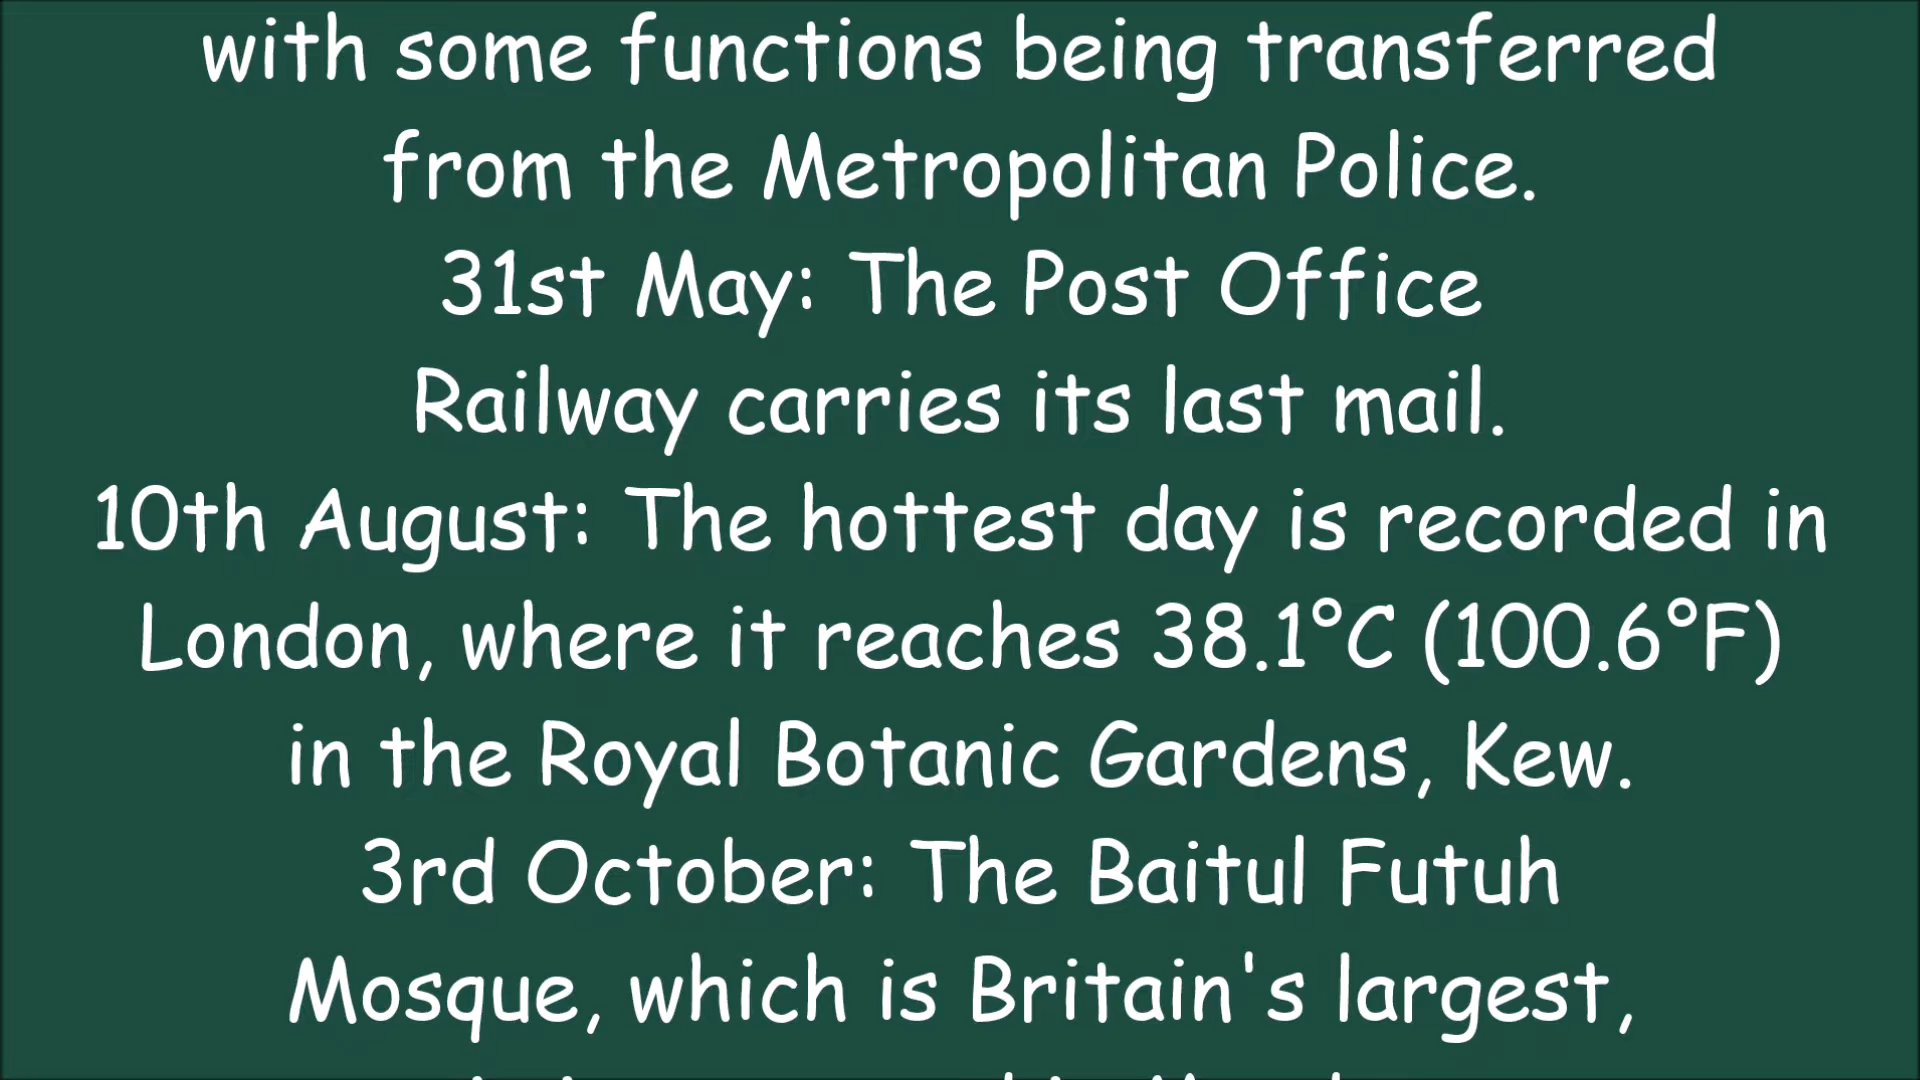 with some functions being transferred
from the Metropolitan Police.
31st May: The Post Office
Railway carries its last mail.
10th August: The hottest day is recorded in
London, where it reaches 38.1°C (100.6°F)
in the Royal Botanic Gardens, Kew.
3rd October: The Baitul Futuh
Mosque, which is Britain's largest,